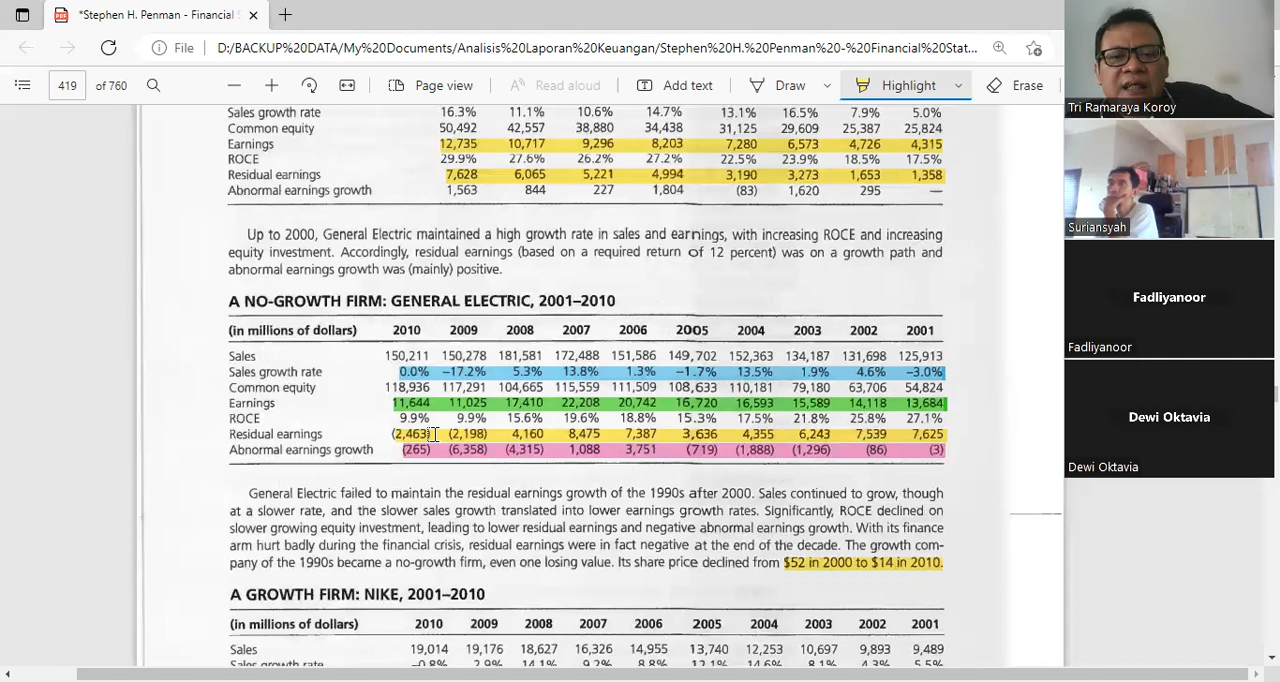 *Stephen H. Penman - Financial S
File
D:/BACKUP%20DATA/My%20Documents/Analisis%20Laporan%20Keuangan/Stephen%20H.%20Penman%20-%20Financial%20Stat...
419 of 760
Page view
Read aloud
Add text
Draw
Highlight
Erase
Sales growth rate 16.3% 11.1% 10.6% 14.7% 13.1% 16.5% 7.9% 5.0%
Common equity 50,492 42,557 38,880 34,438 31,125 29,609 25,387 25,824
Earnings 12,735 10,717 9,296 8,203 7,280 6,573 4,726 4,315
ROCE 29.9% 27.6% 26.2% 27.2% 22.5% 23.9% 18.5% 17.5%
Residual earnings 7,628 6,065 5,221 4,994 3,190 3,273 1,653 1,358
Abnormal earnings growth 1,563 844 227 1,804 (83) 1,620 295 —
Up to 2000, General Electric maintained a high growth rate in sales and earnings, with increasing ROCE and increasing
equity investment. Accordingly, residual earnings (based on a required return of 12 percent) was on a growth path and
abnormal earnings growth was (mainly) positive.
A NO-GROWTH FIRM: GENERAL ELECTRIC, 2001–2010
(in millions of dollars) 2010 2009 2008 2007 2006 2005 2004 2003 2002 2001
Sales 150,211 150,278 181,581 172,488 151,586 149,702 152,363 134,187 131,698 125,913
Sales growth rate 0.0% −17.2% 5.3% 13.8% 1.3% −1.7% 13.5% 1.9% 4.6% −3.0%
Common equity 118,936 117,291 104,665 115,559 111,509 108,633 110,181 79,180 63,706 54,824
Earnings 11,644 11,025 17,410 22,208 20,742 16,720 16,593 15,589 14,118 13,684
ROCE 9.9% 9.9% 15.6% 19.6% 18.8% 15.3% 17.5% 21.8% 25.8% 27.1%
Residual earnings (2,463) (2,198) 4,160 8,475 7,387 3,636 4,355 6,243 7,539 7,625
Abnormal earnings growth (265) (6,358) (4,315) 1,088 3,751 (719) (1,888) (1,296) (86) (3)
General Electric failed to maintain the residual earnings growth of the 1990s after 2000. Sales continued to grow, though
at a slower rate, and the slower sales growth translated into lower earnings growth rates. Significantly, ROCE declined on
slower growing equity investment, leading to lower residual earnings and negative abnormal earnings growth. With its finance
arm hurt badly during the financial crisis, residual earnings were in fact negative at the end of the decade. The growth com-
pany of the 1990s became a no-growth firm, even one losing value. Its share price declined from $52 in 2000 to $14 in 2010.
A GROWTH FIRM: NIKE, 2001–2010
(in millions of dollars) 2010 2009 2008 2007 2006 2005 2004 2003 2002 2001
Sales 19,014 19,176 18,627 16,326 14,955 13,740 12,253 10,697 9,893 9,489
Sales growth rate −0.8% 2.9% 14.1% 9.2% 8.8% 12.1% 14.6% 8.1% 4.3% 5.5%
Tri Ramaraya Koroy
Suriansyah
Fadliyanoor
Fadliyanoor
Dewi Oktavia
Dewi Oktavia